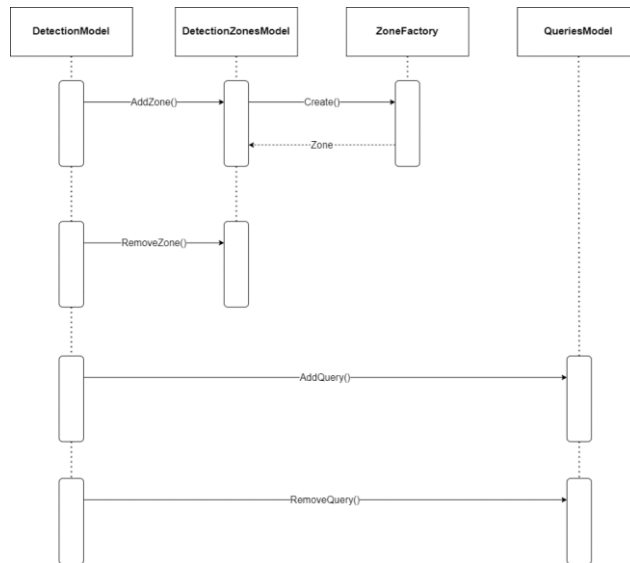 DetectionModel
DetectionZonesModel
ZoneFactory
QueriesModel
AddZone()
Create()
Zone
RemoveZone()
AddQuery()
RemoveQuery()